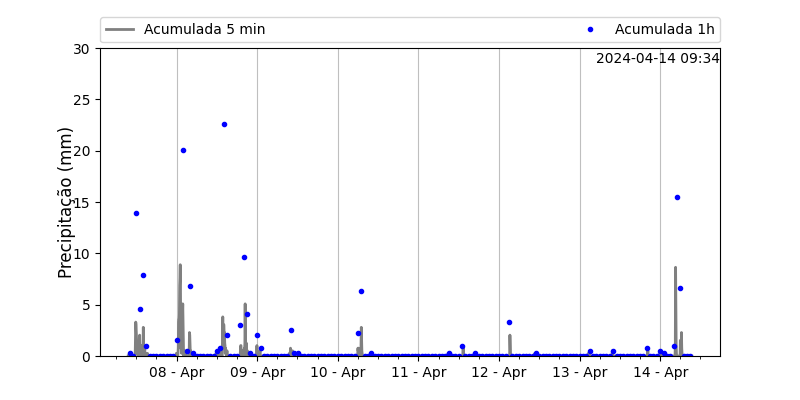 Acumulada 5 min
Acumulada 1h
2024-04-14 09:34
Precipitação (mm)
30
25
20
15
10
5
0
08 - Apr
09 - Apr
10 - Apr
11 - Apr
12 - Apr
13 - Apr
14 - Apr